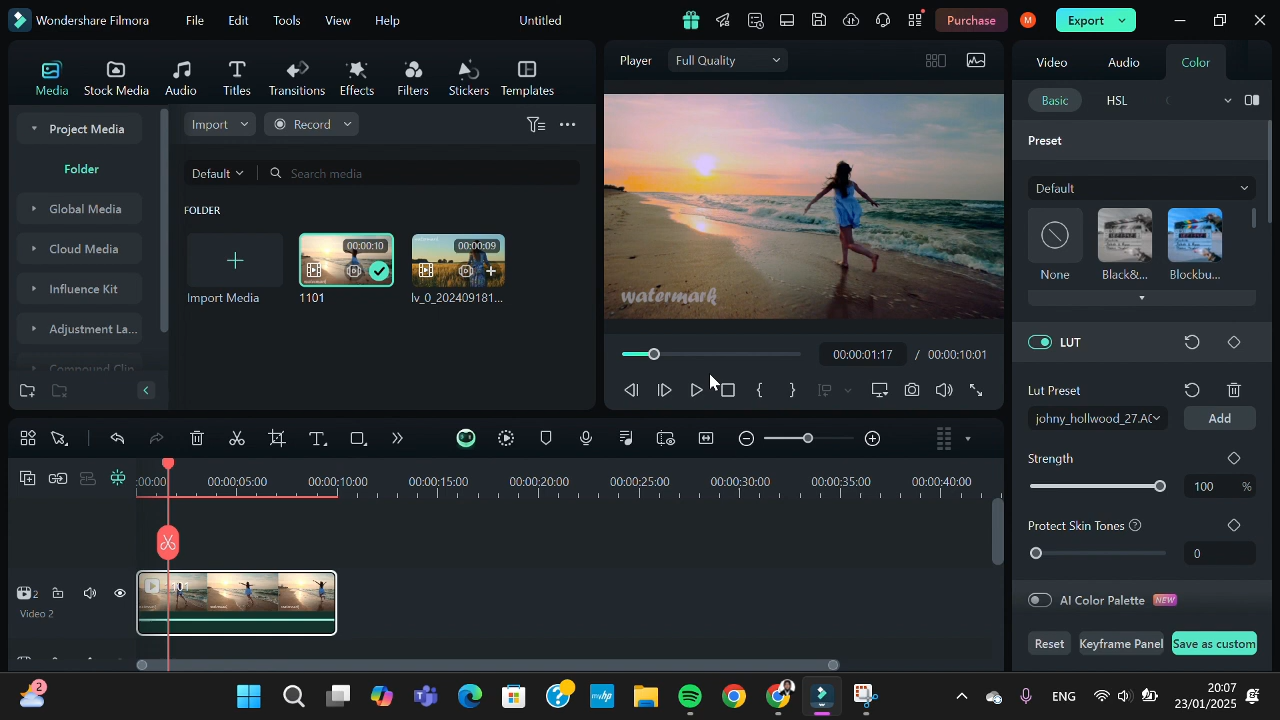 Wondershare Filmora File Edit Tools View Help Untitled Purchase M Export
Media Stock Media Audio Titles Transitions Effects Filters Stickers Templates
Player Full Quality
Video Audio Color
Basic HSL
Project Media
Folder
Global Media
Cloud Media
Influence Kit
Adjustment La...
Import Record
Default Search media
FOLDER
00:00:10 00:00:09
Import Media 1101 lv_0_202409181...
watermark
00:00:01:17 / 00:00:10:01
Preset
Default
None Black&... Blockbu...
LUT
Lut Preset
johny_hollwood_27.AC Add
Strength
100 %
Protect Skin Tones
0
AI Color Palette NEW
Reset Keyframe Panel Save as custom
:00:00 00:00:05:00 00:00:10:00 00:00:15:00 00:00:20:00 00:00:25:00 00:00:30:00 00:00:35:00 00:00:40:00
2
Video 2
1101
2 myhp ENG 20:07
23/01/2025